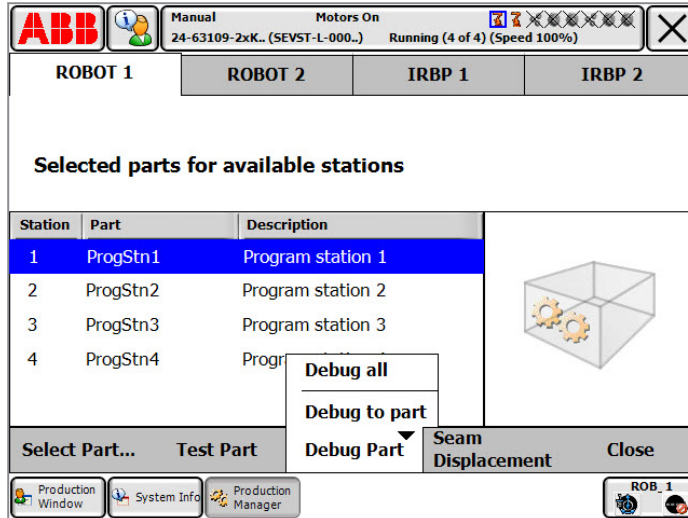 ABB
Manual Motors On
24-63109-2xK.. (SEVST-L-000..) Running (4 of 4) (Speed 100%)
ROBOT 1 ROBOT 2 IRBP 1 IRBP 2
Selected parts for available stations
Station Part Description
1 ProgStn1 Program station 1
2 ProgStn2 Program station 2
3 ProgStn3 Program station 3
4 ProgStn4
Debug all
Debug to part
Select Part... Test Part Debug Part Seam Displacement Close
Production Window System Info Production Manager ROB_1